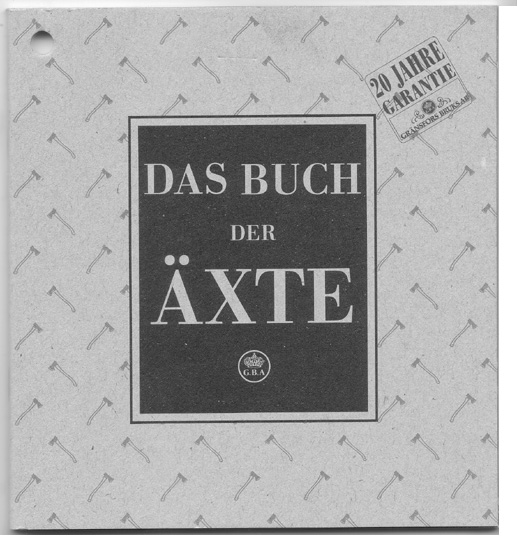 20 JAHRE
GARANTIE
GRÄNSFORS BRUKS AB
DAS BUCH
DER
ÄXTE
G.B.A